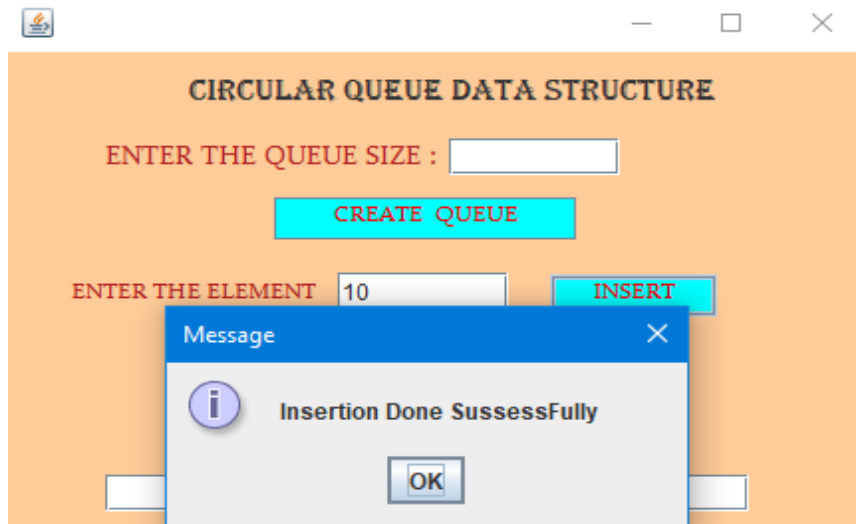 CIRCULAR QUEUE DATA STRUCTURE
ENTER THE QUEUE SIZE :
CREATE QUEUE
ENTER THE ELEMENT 10 INSERT
Message
Insertion Done SussessFully
OK